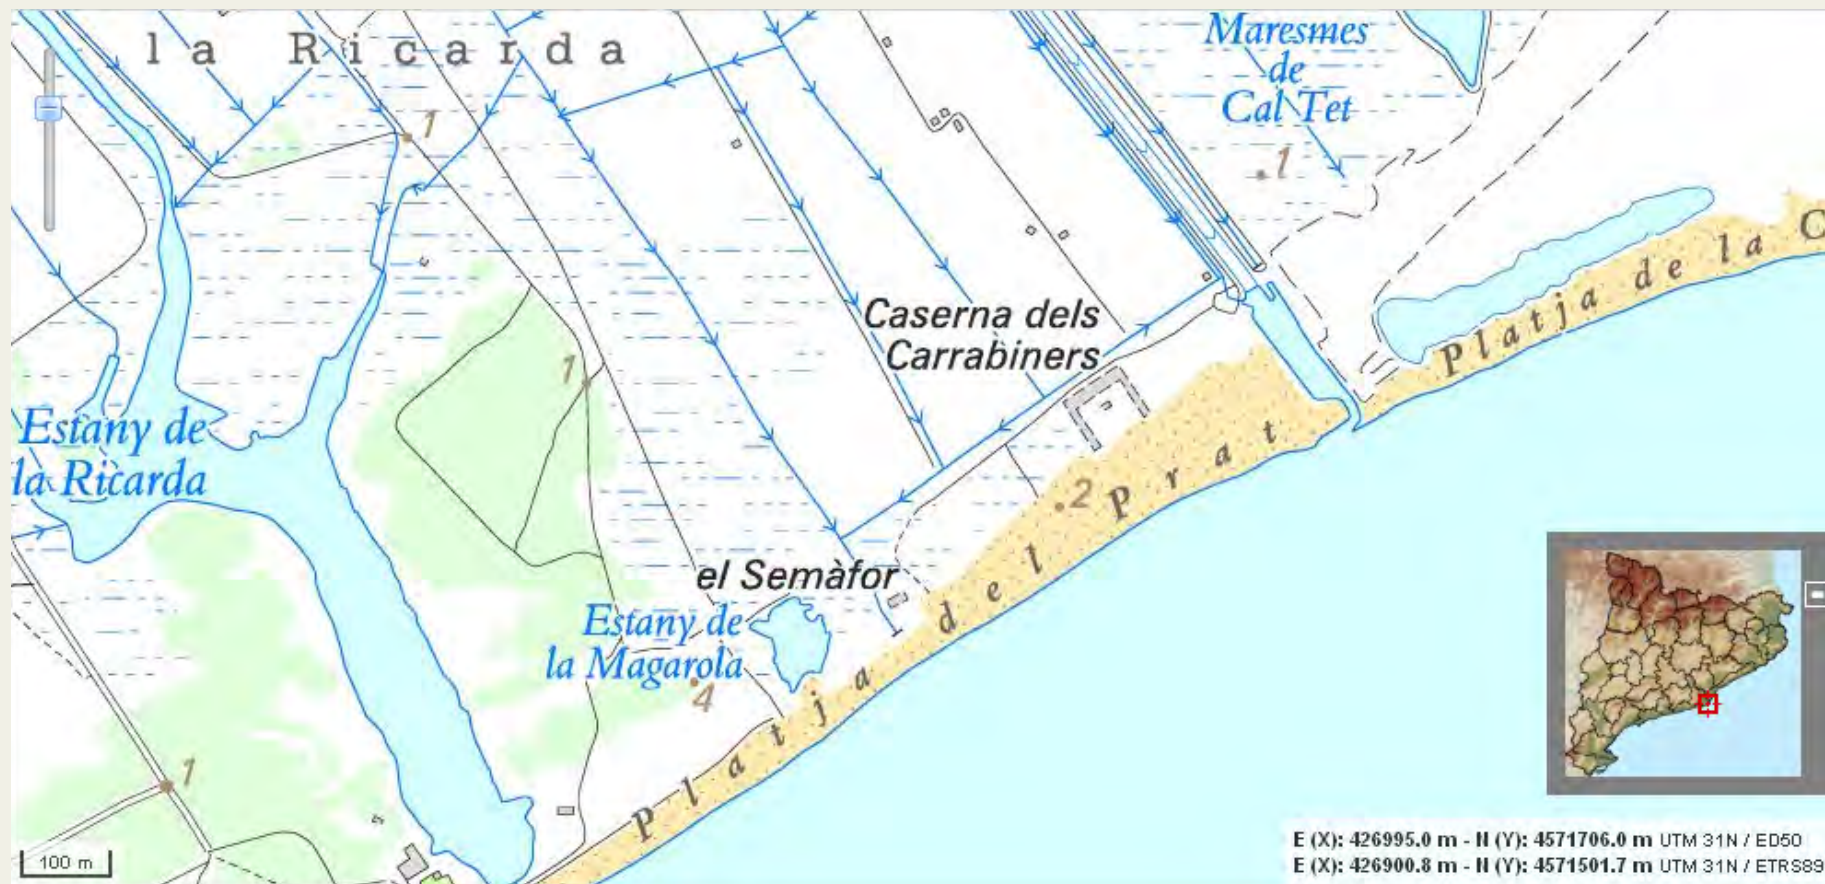 la Ricarda
Maresmes
de
Cal Tet
1
1
Caserna dels
Carrabiners
Platja de la C
1
Estany de
la Ricarda
2
Platja del Prat
el Semàfor
Estany de
la Magarola
4
1
100 m
E (X): 426995.0 m - N (Y): 4571706.0 m UTM 31N / ED50
E (X): 426900.8 m - N (Y): 4571501.7 m UTM 31N / ETRS89